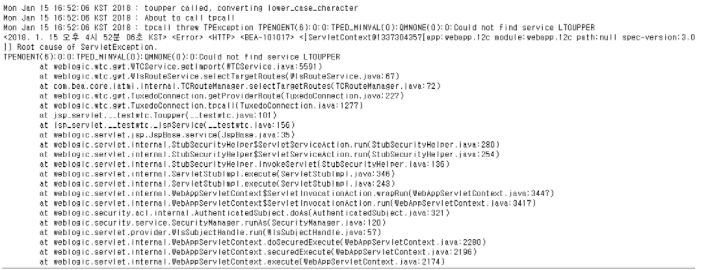 Mon Jan 15 16:52:06 KST 2018 : toupper called, converting lower_case_character
Mon Jan 15 16:52:06 KST 2018 : About to call tpcall
Mon Jan 15 16:52:06 KST 2018 : tpcall threw TPException TPENOENT(6):0:0:TPED_MINVAL(0):QMNONE(0):0:Could not find service LTOUPPER
<2018. 1. 15 오후 4시 52분 06초 KST> <Error> <HTTP> <BEA-101017> <[ServletContext@1337304357[app:webapp.12c module:webapp.12c path:null spec-version:3.0
]] Root cause of ServletException.
TPENOENT(6):0:0:TPED_MINVAL(0):QMNONE(0):0:Could not find service LTOUPPER
at weblogic.wtc.gwt.WTCService.getImport(WTCService.java:5591)
at weblogic.wtc.gwt.WlsRouteService.selectTargetRoutes(WlsRouteService.java:67)
at com.bea.core.jatmi.internal.TCRouteManager.selectTargetRoutes(TCRouteManager.java:72)
at weblogic.wtc.gwt.TuxedoConnection.getProviderRoute(TuxedoConnection.java:227)
at weblogic.wtc.gwt.TuxedoConnection.tpcall(TuxedoConnection.java:1277)
at jsp_servlet.__testwtc.Toupper(__testwtc.java:101)
at jsp_servlet.__testwtc._jspService(__testwtc.java:156)
at weblogic.servlet.jsp.JspBase.service(JspBase.java:35)
at weblogic.servlet.internal.StubSecurityHelper$ServletServiceAction.run(StubSecurityHelper.java:280)
at weblogic.servlet.internal.StubSecurityHelper$ServletServiceAction.run(StubSecurityHelper.java:254)
at weblogic.servlet.internal.StubSecurityHelper.invokeServlet(StubSecurityHelper.java:136)
at weblogic.servlet.internal.ServletStubImpl.execute(ServletStubImpl.java:346)
at weblogic.servlet.internal.ServletStubImpl.execute(ServletStubImpl.java:243)
at weblogic.servlet.internal.WebAppServletContext$ServletInvocationAction.wrapRun(WebAppServletContext.java:3447)
at weblogic.servlet.internal.WebAppServletContext$ServletInvocationAction.run(WebAppServletContext.java:3417)
at weblogic.security.acl.internal.AuthenticatedSubject.doAs(AuthenticatedSubject.java:321)
at weblogic.security.service.SecurityManager.runAs(SecurityManager.java:120)
at weblogic.servlet.provider.WlsSubjectHandle.run(WlsSubjectHandle.java:57)
at weblogic.servlet.internal.WebAppServletContext.doSecuredExecute(WebAppServletContext.java:2280)
at weblogic.servlet.internal.WebAppServletContext.securedExecute(WebAppServletContext.java:2196)
at weblogic.servlet.internal.WebAppServletContext.execute(WebAppServletContext.java:2174)